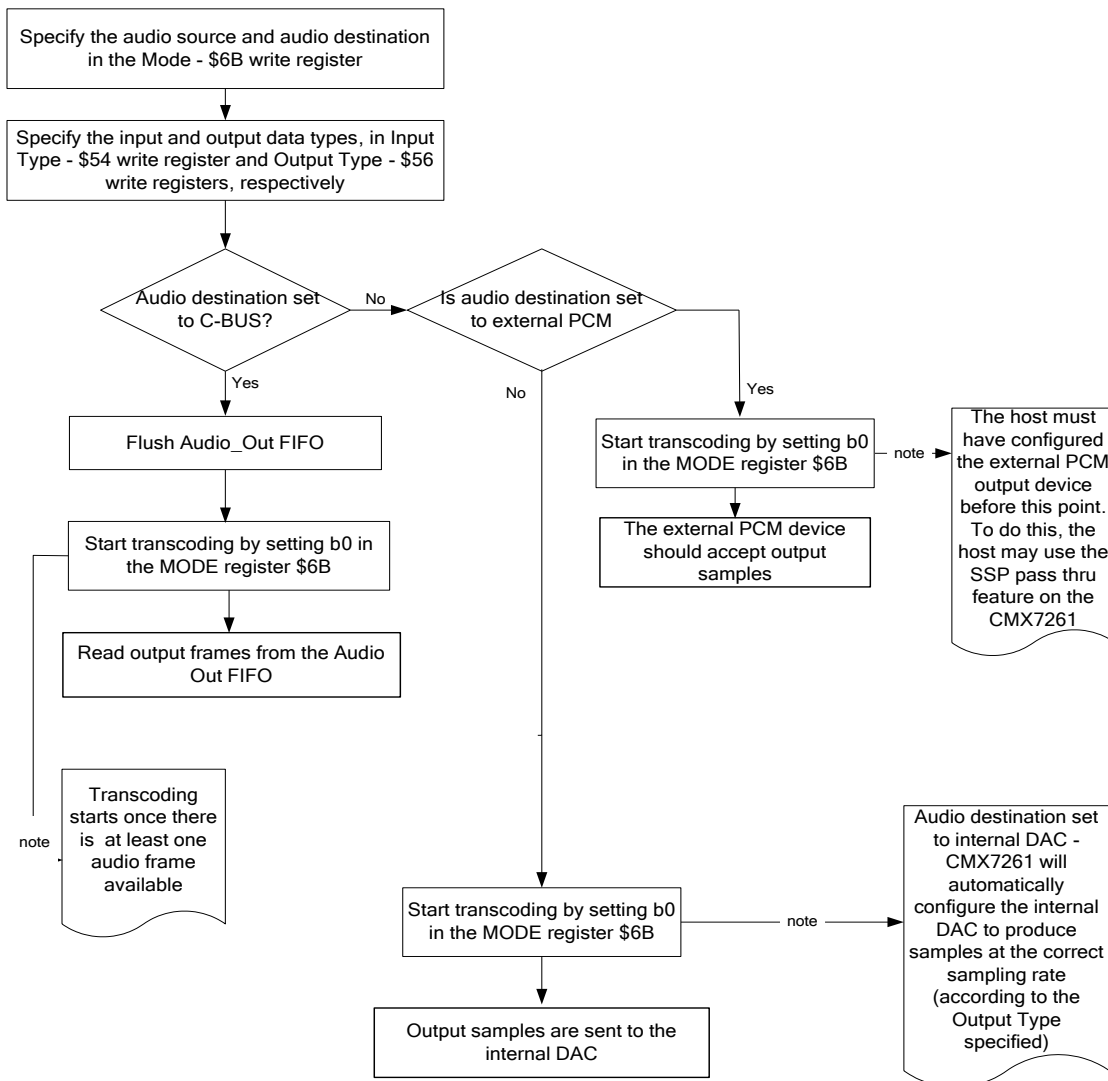 Specify the audio source and audio destination
in the Mode - $6B write register
Specify the input and output data types, in Input
Type - $54 write register and Output Type - $56
write registers, respectively
Audio destination set
to C-BUS?
No
Is audio destination set
to external PCM
Yes
No
Yes
Flush Audio_Out FIFO
Start transcoding by setting b0 in
the MODE register $6B
Read output frames from the Audio
Out FIFO
note
Transcoding
starts once there
is at least one
audio frame
available
Start transcoding by setting b0
in the MODE register $6B
note
The external PCM device
should accept output
samples
The host must
have configured
the external PCM
output device
before this point.
To do this, the
host may use the
SSP pass thru
feature on the
CMX7261
Start transcoding by setting b0
in the MODE register $6B
note
Output samples are sent to the
internal DAC
Audio destination set
to internal DAC -
CMX7261 will
automatically
configure the internal
DAC to produce
samples at the correct
sampling rate
(according to the
Output Type
specified)